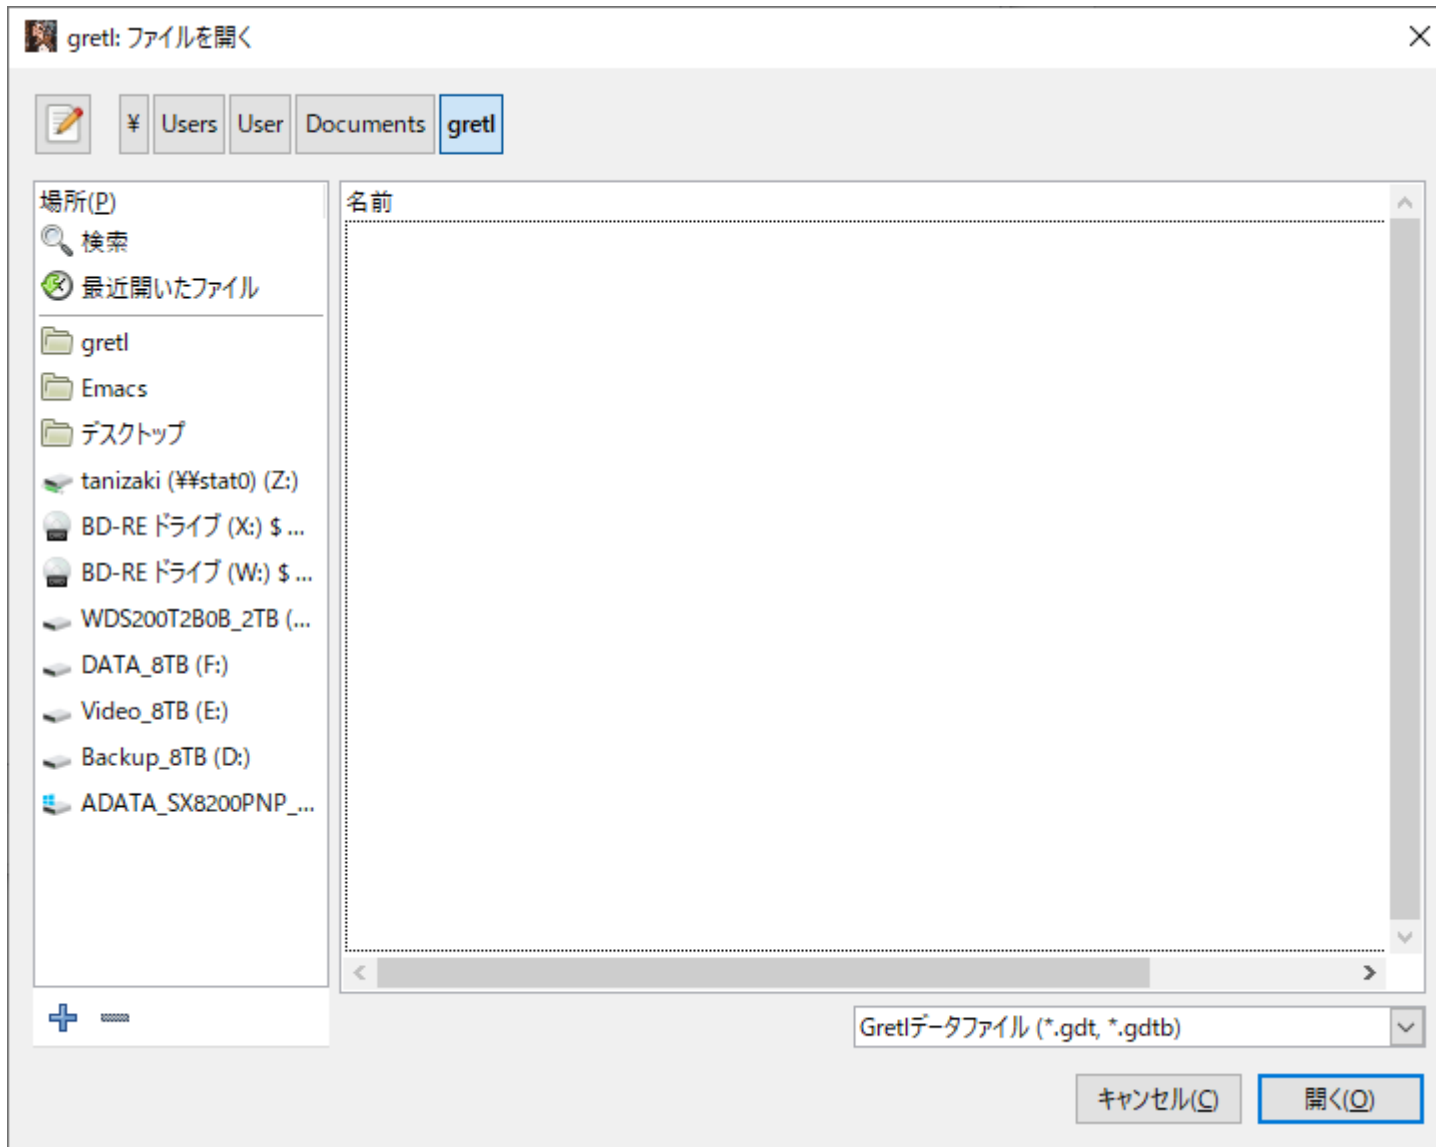 gretl: ファイルを開く
¥ Users User Documents gretl
場所(P)
名前
検索
最近開いたファイル
gretl
Emacs
デスクトップ
tanizaki (¥¥stat0) (Z:)
BD-RE ドライブ (X:) $ ...
BD-RE ドライブ (W:) $ ...
WDS200T2B0B_2TB (...
DATA_8TB (F:)
Video_8TB (E:)
Backup_8TB (D:)
ADATA_SX8200PNP_...
Gretlデータファイル (*.gdt, *.gdtb)
キャンセル(C) 開く(O)